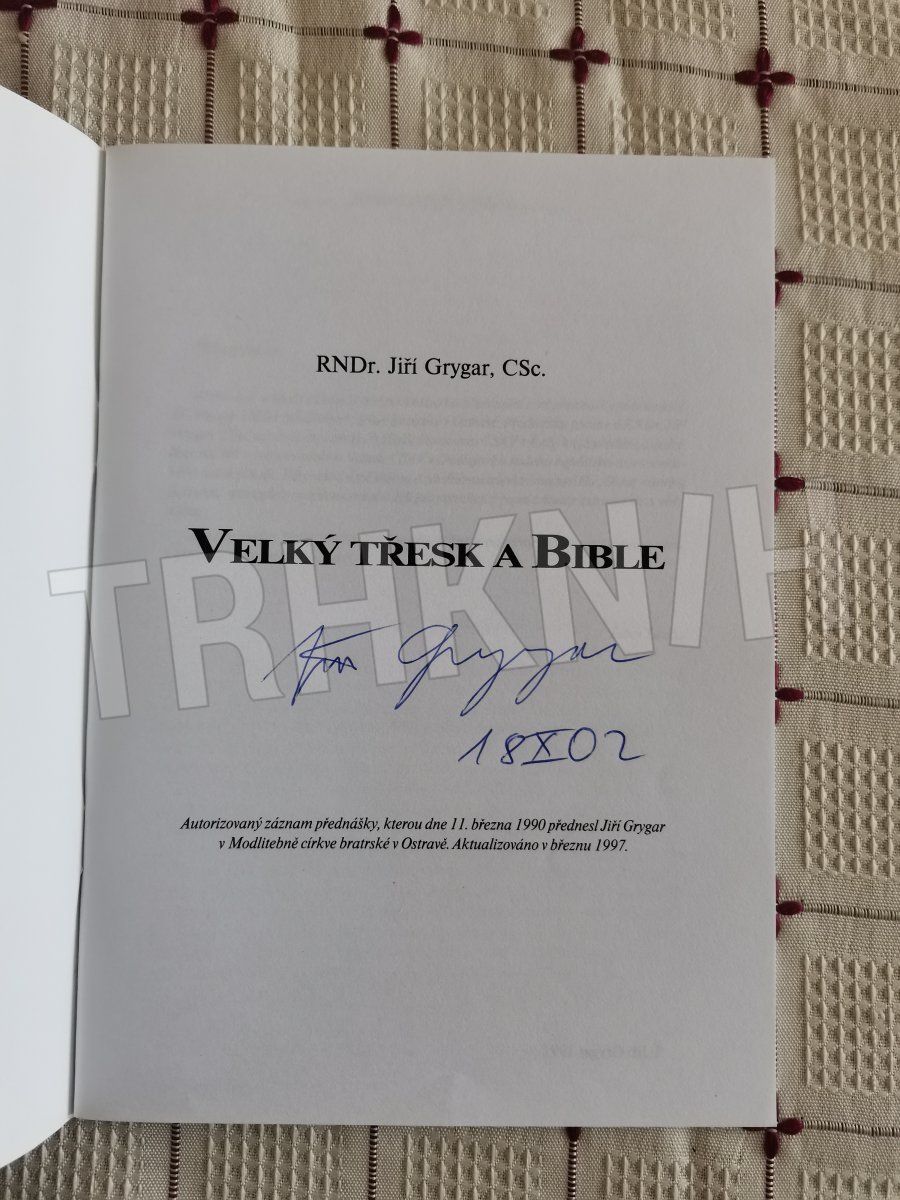 RNDr. Jiří Grygar, CSc.
VELKÝ TŘESK A BIBLE
TRHKNIH
Jiří Grygar
18 X 02
Autorizovaný záznam přednášky, kterou dne 11. března 1990 přednesl Jiří Grygar
v Modlitebně církve bratrské v Ostravě. Aktualizováno v březnu 1997.